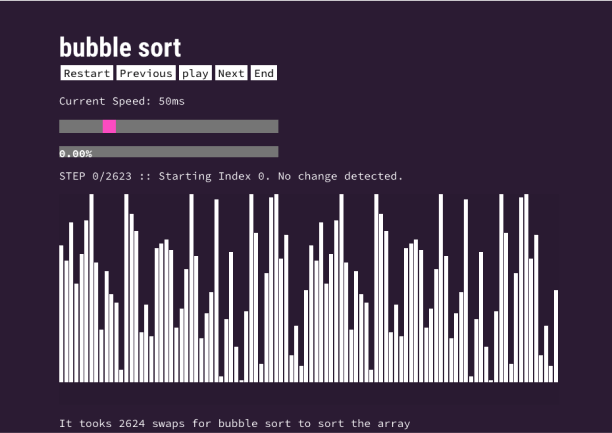 bubble sort
Restart Previous play Next End
Current Speed: 50ms
0.00%
STEP 0/2623 :: Starting Index 0. No change detected.
It tooks 2624 swaps for bubble sort to sort the array